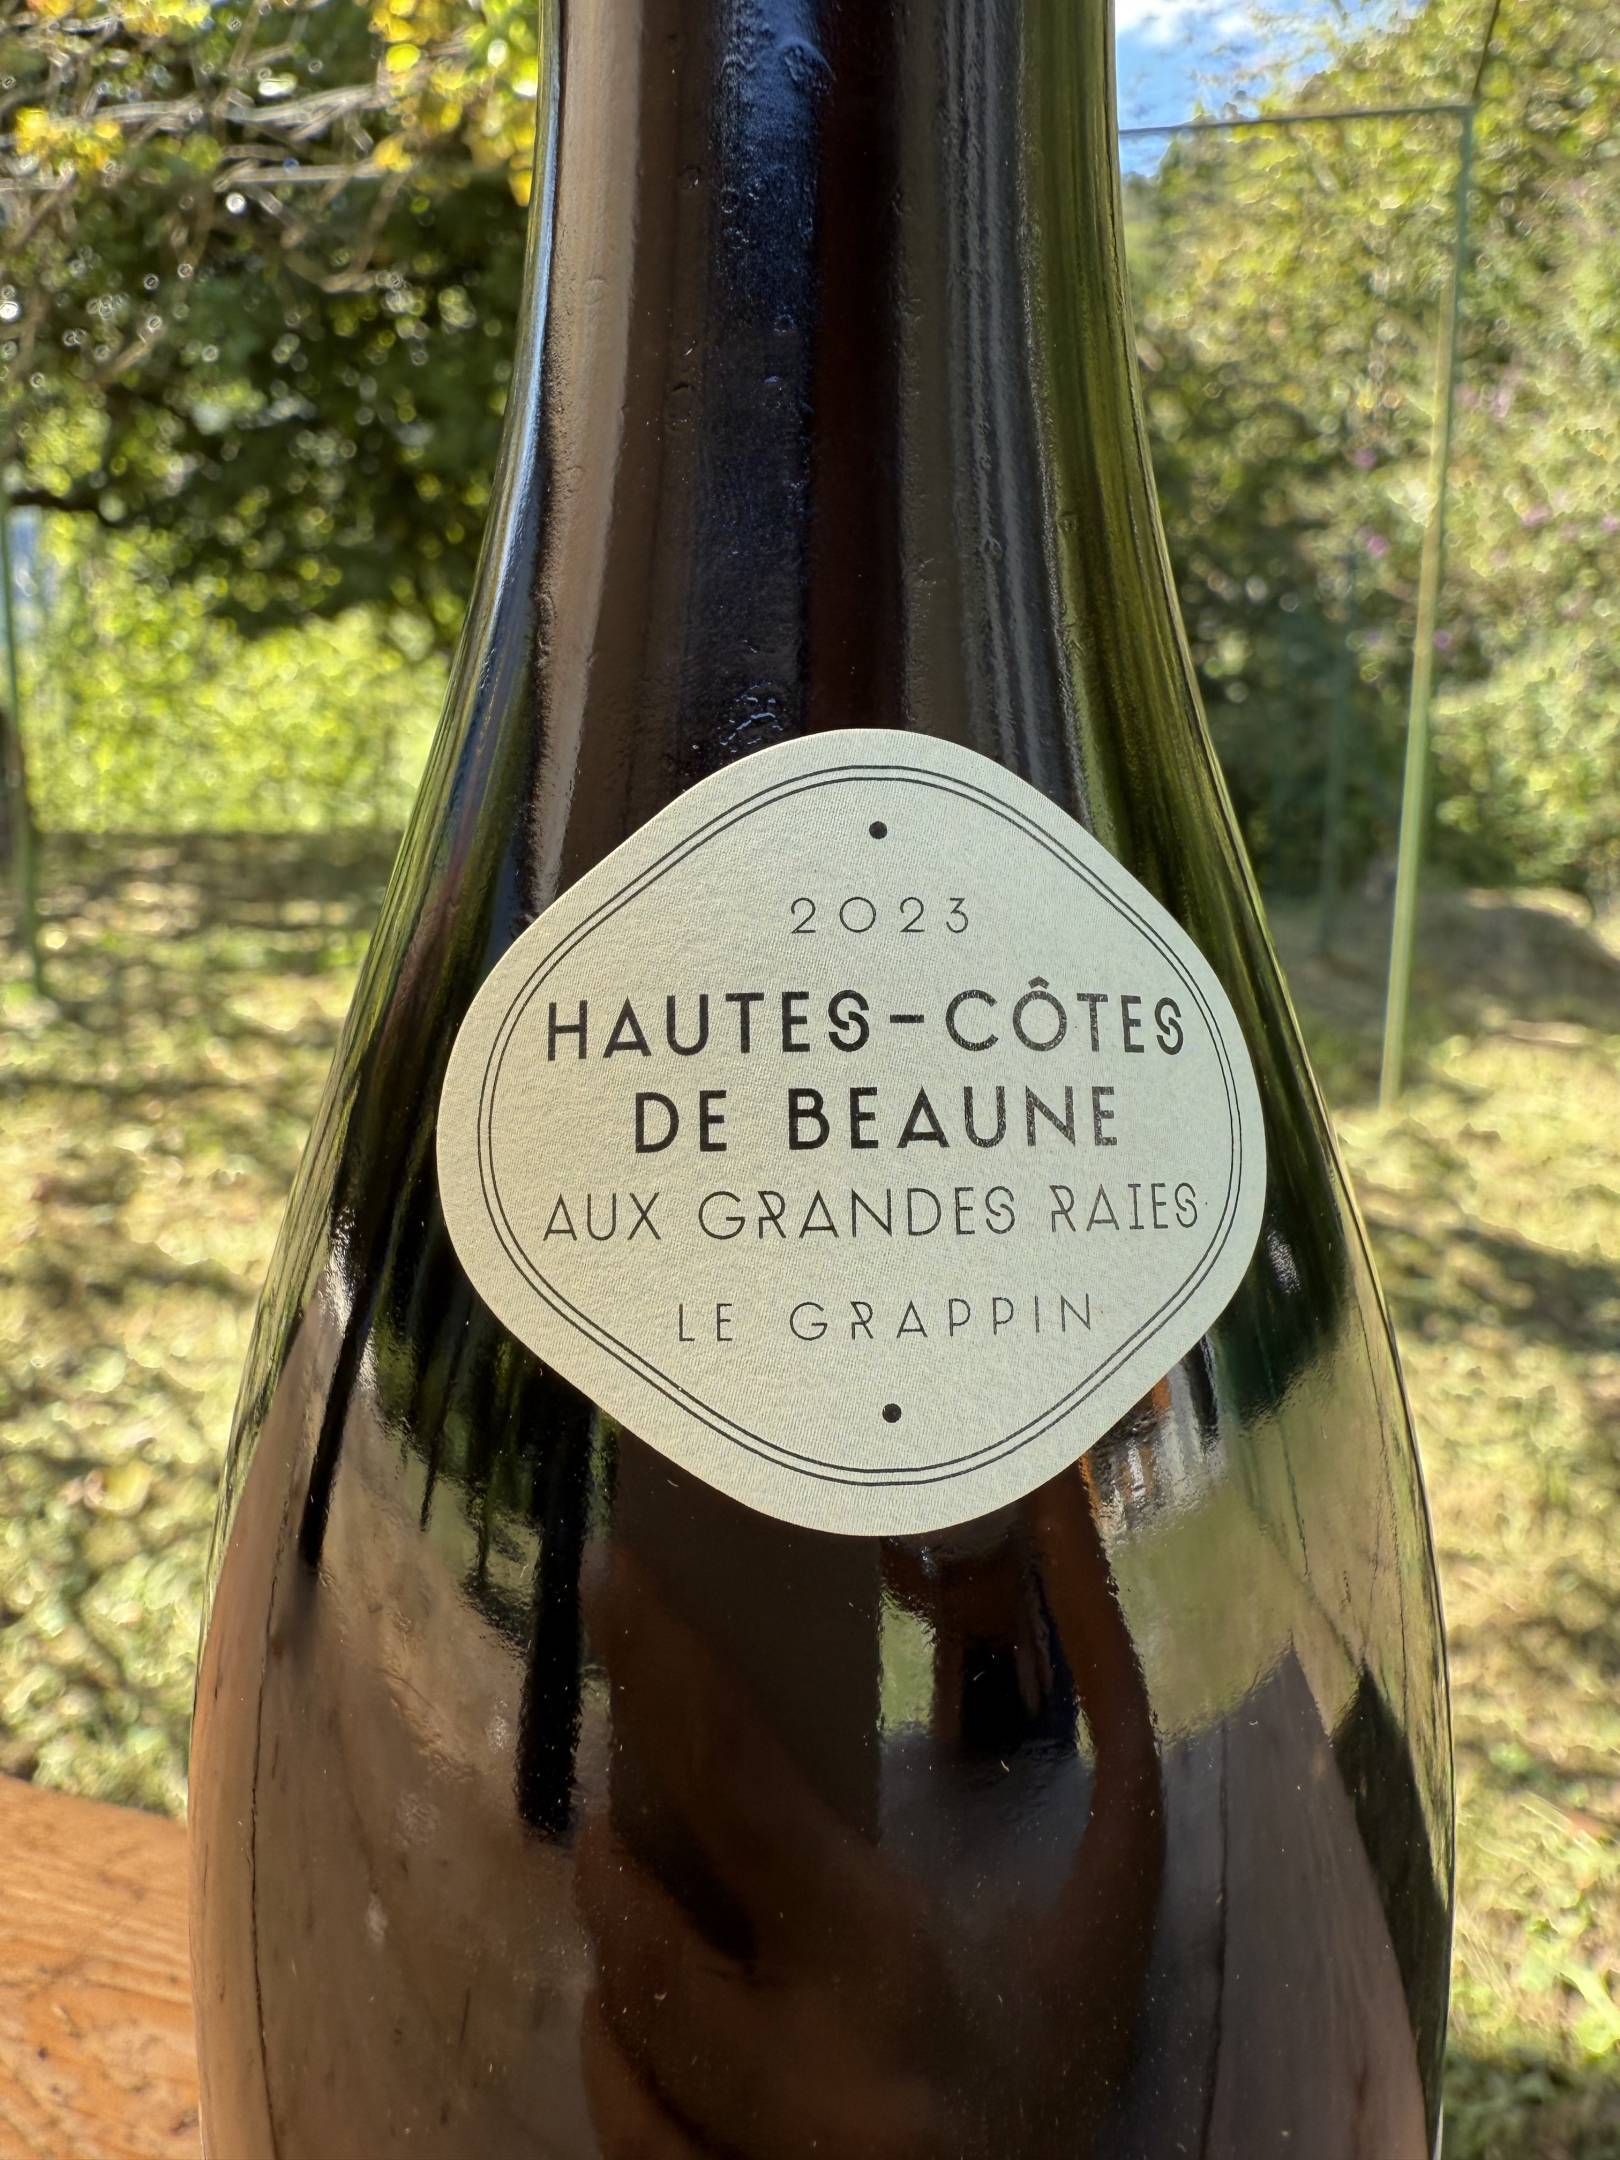 2023
HAUTES-CÔTES
DE BEAUNE
AUX GRANDES RAIES
LE GRAPPIN